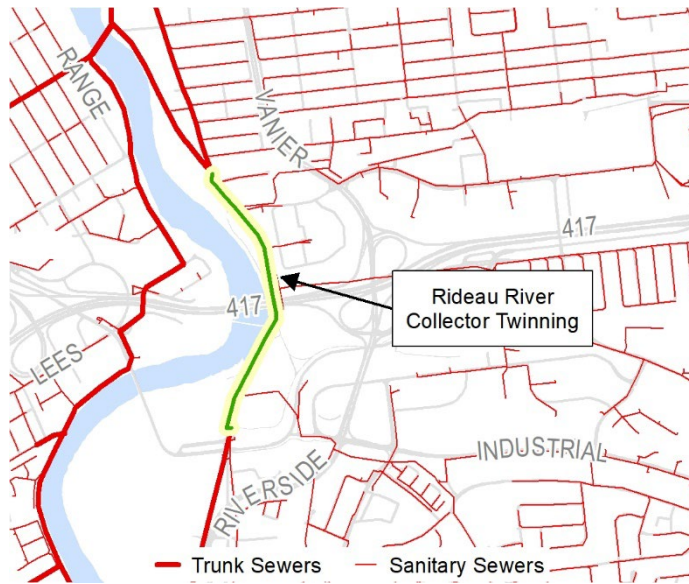 RANGE
VANIER
417
417
Rideau River
Collector Twinning
LEES
INDUSTRIAL
RIVERSIDE
Trunk Sewers
Sanitary Sewers